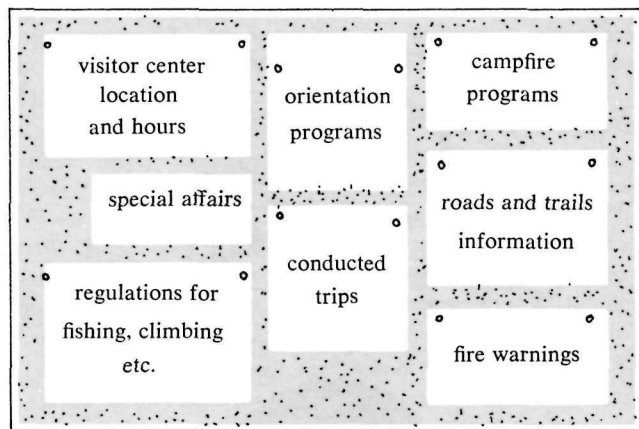 visitor center
location
and hours
special affairs
regulations for
fishing, climbing
etc.
orientation
programs
conducted
trips
campfire
programs
roads and trails
information
fire warnings